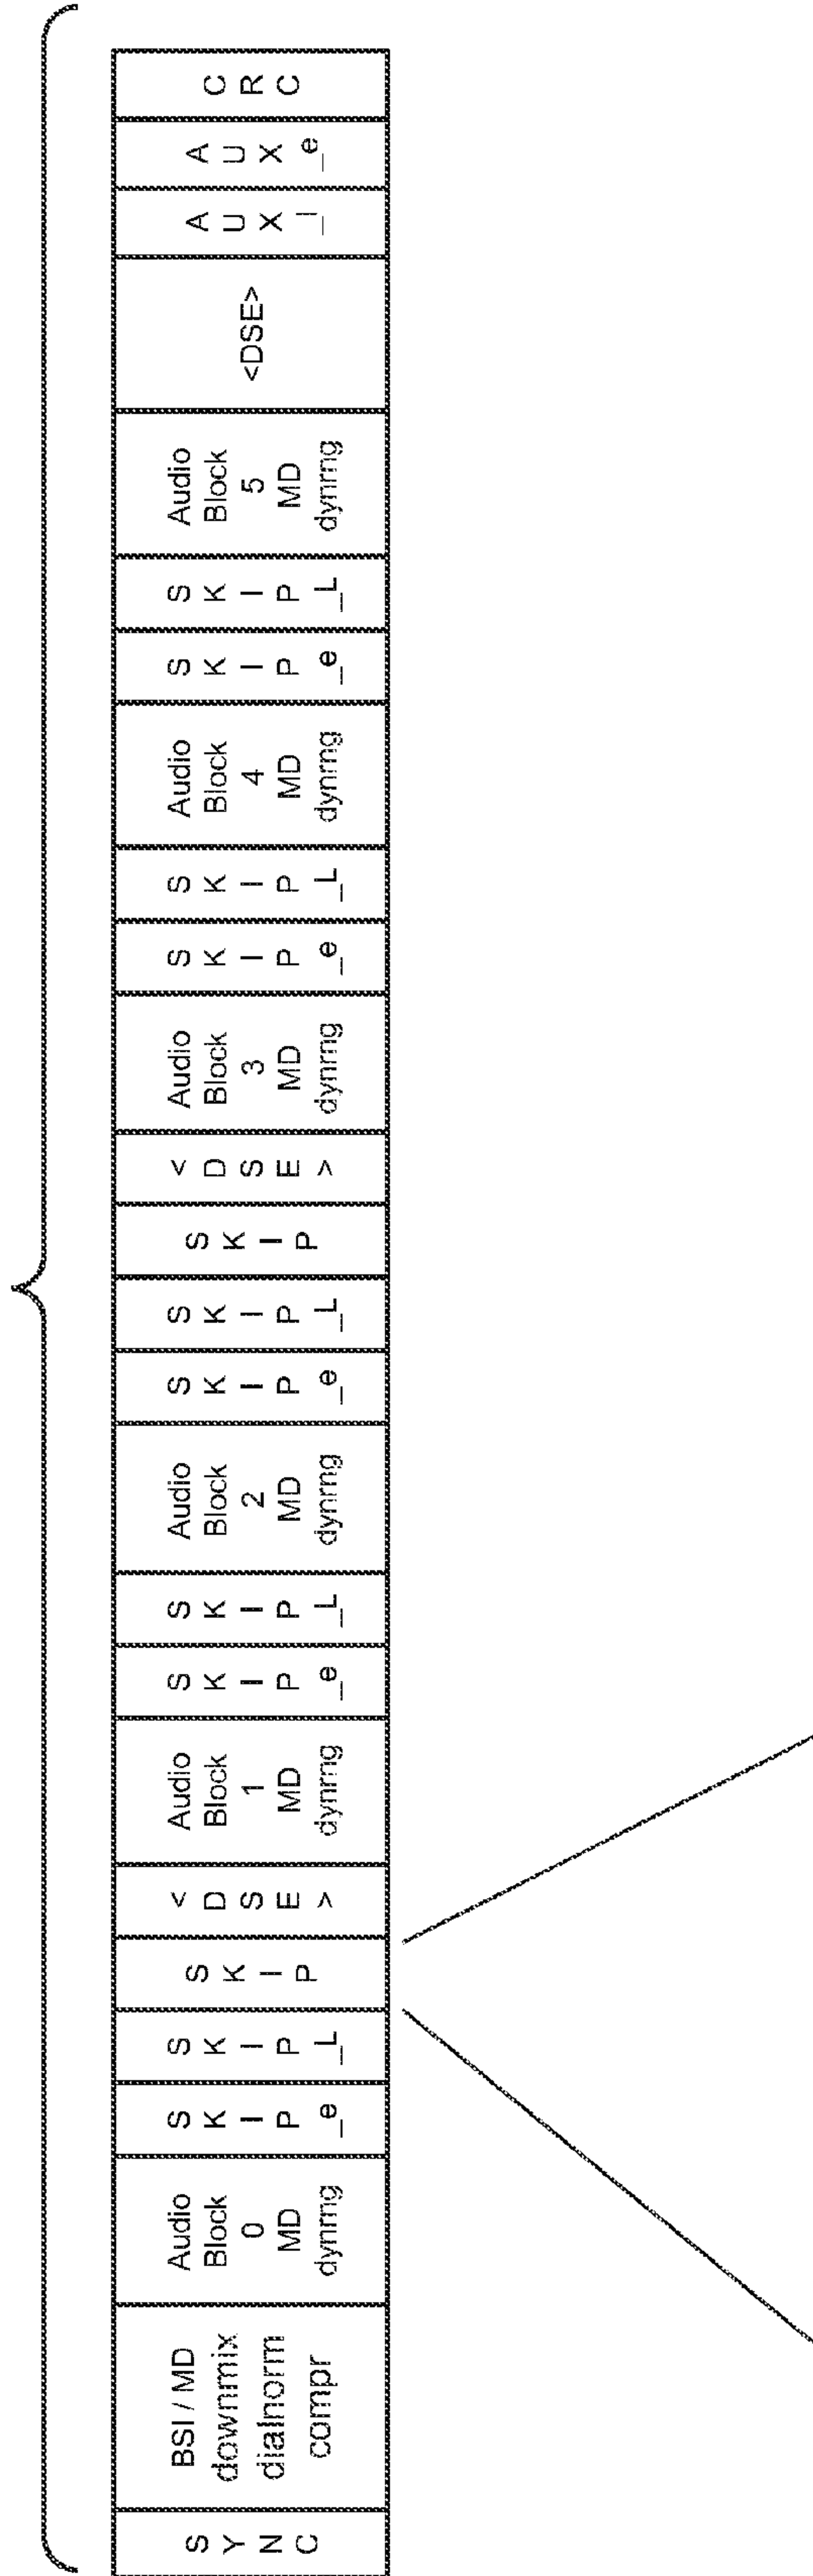 SYNC
BSI / MD
downmix
dialnorm
compr
Audio
Block
0
MD
dynrng
SKIP_e
SKIP_L
SKIP
<DSE>
Audio
Block
1
MD
dynrng
SKIP_e
SKIP_L
Audio
Block
2
MD
dynrng
SKIP_e
SKIP_L
SKIP
<DSE>
Audio
Block
3
MD
dynrng
SKIP_e
SKIP_L
Audio
Block
4
MD
dynrng
SKIP_e
SKIP_L
Audio
Block
5
MD
dynrng
<DSE>
AUX_l
AUX_e
CRC